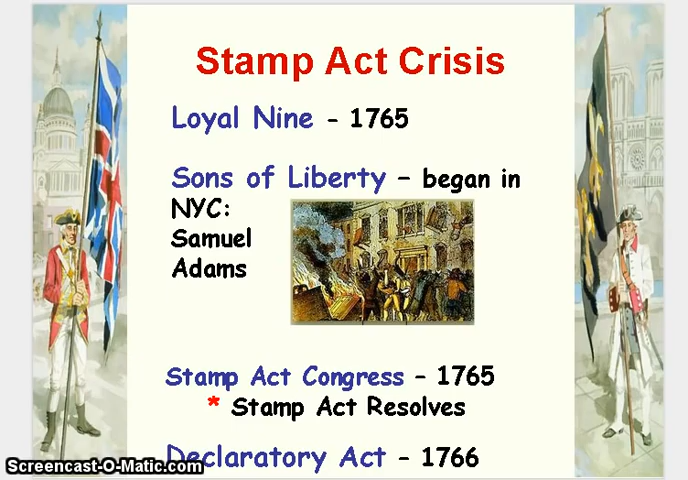 Stamp Act Crisis
Loyal Nine - 1765
Sons of Liberty – began in
NYC:
Samuel
Adams
Stamp Act Congress – 1765
* Stamp Act Resolves
Declaratory Act – 1766
Screencast-O-Matic.com